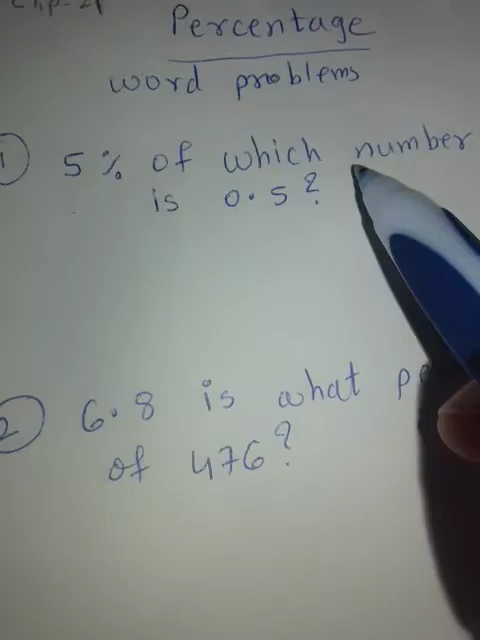 Percentage
word problems
1 5% of which number
is 0.5?
2 6.8 is what
of 476?